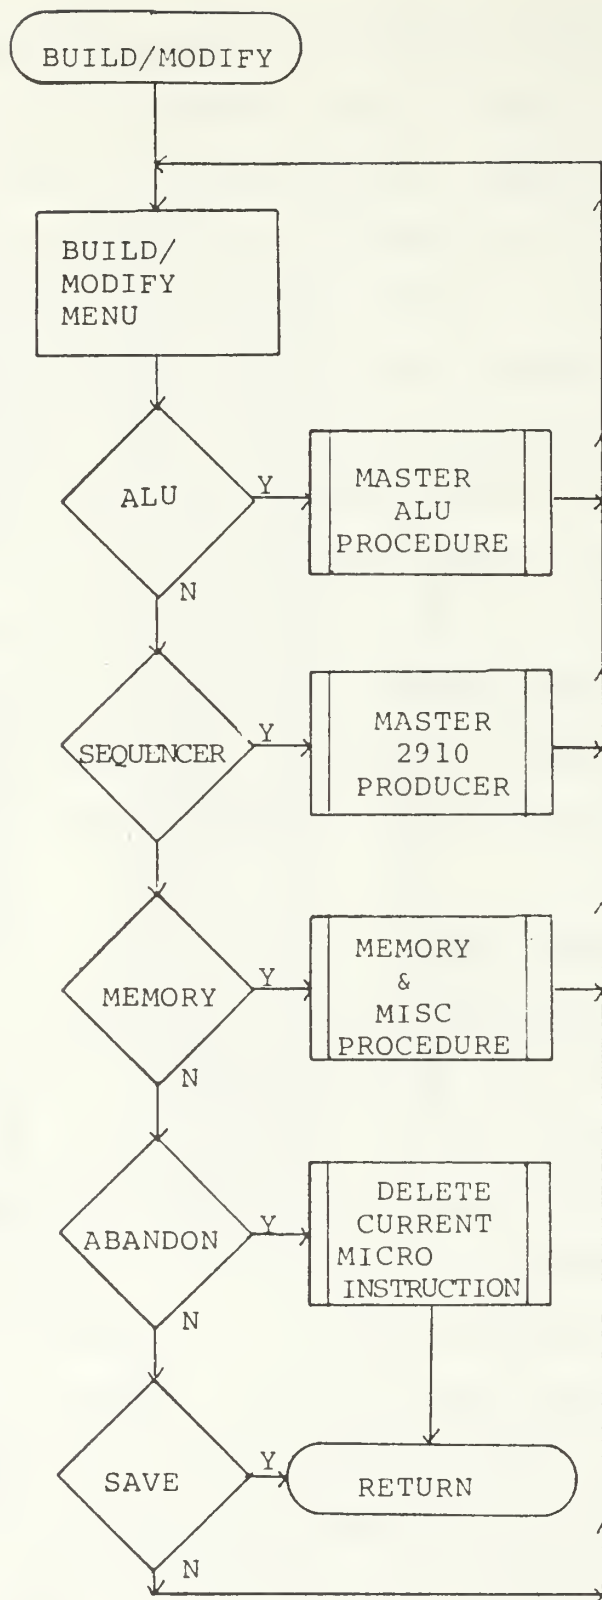 BUILD/MODIFY
BUILD/
MODIFY
MENU
ALU
Y
MASTER
ALU
PROCEDURE
N
SEQUENCER
Y
MASTER
2910
PRODUCER
MEMORY
Y
MEMORY
&
MISC
PROCEDURE
N
ABANDON
Y
DELETE
CURRENT
MICRO
INSTRUCTION
N
SAVE
Y
RETURN
N